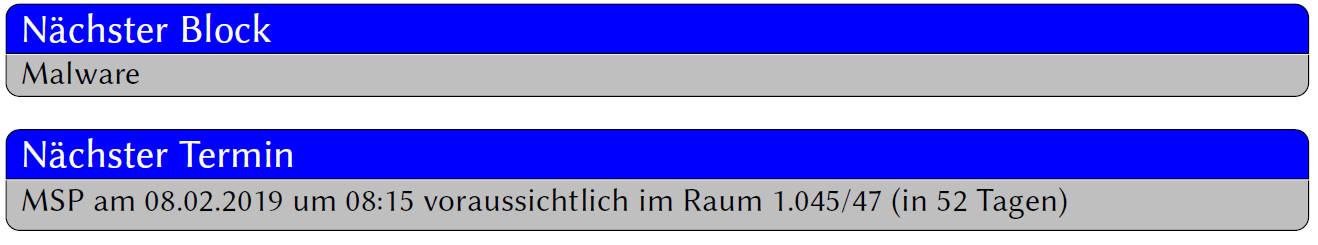 Nächster Block
Malware
Nächster Termin
MSP am 08.02.2019 um 08:15 voraussichtlich im Raum 1.045/47 (in 52 Tagen)